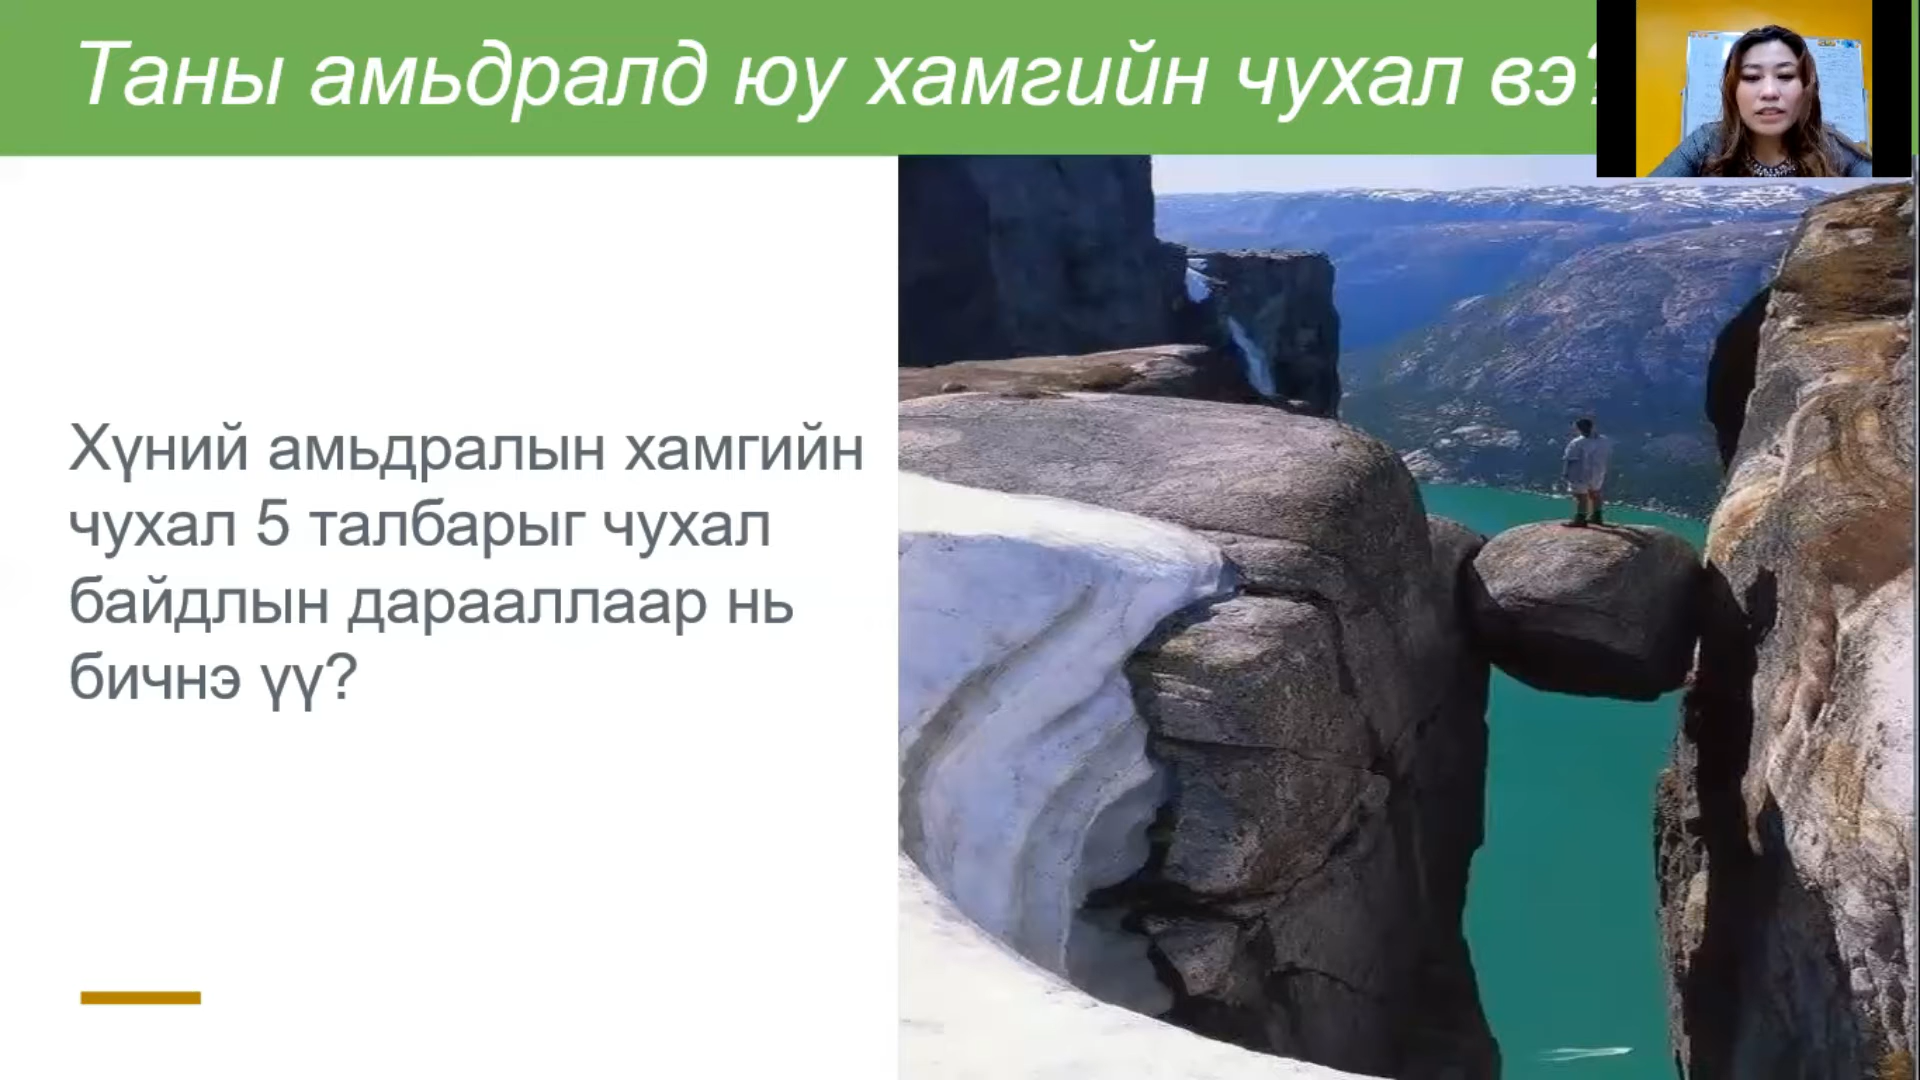 Таны амьдралд юу хамгийн чухал вэ?
Хүний амьдралын хамгийн
чухал 5 талбарыг чухал
байдлын дарааллаар нь
бичнэ үү?